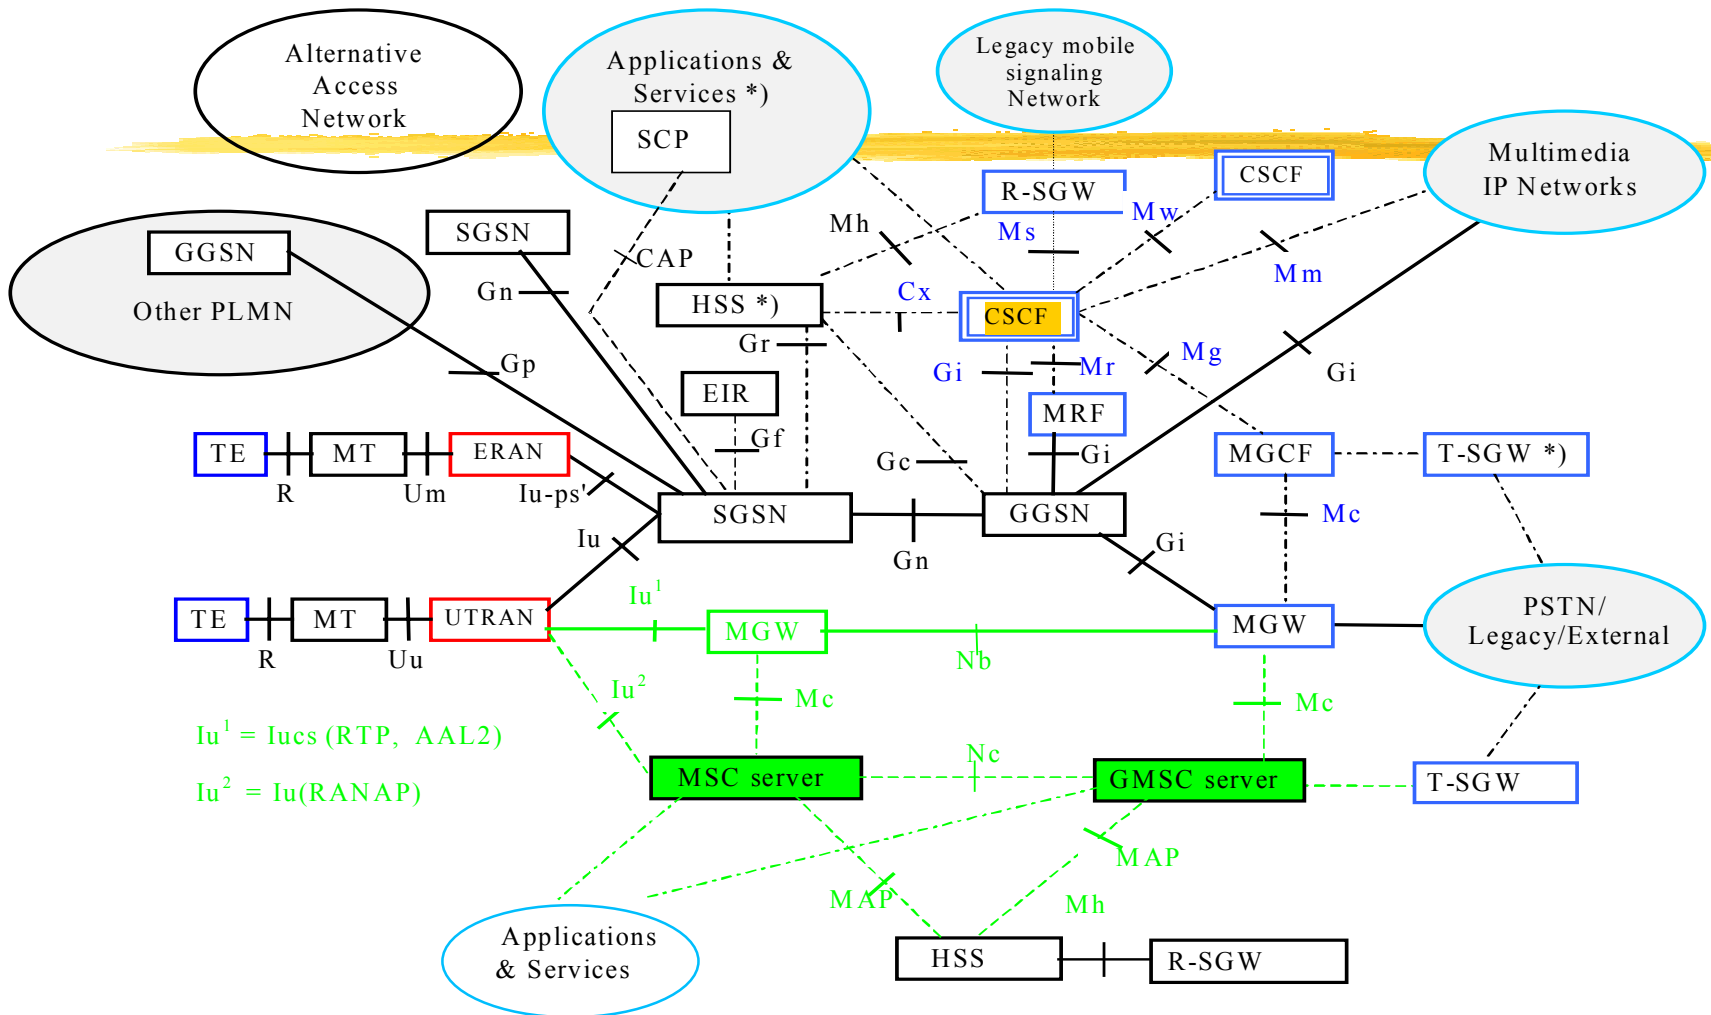 Alternative
Access
Network
Applications &
Services *)
SCP
Legacy mobile
signaling
Network
Multimedia
IP Networks
CSCF
R-SGW
Mw
Mh
Ms
Mm
SGSN
GGSN
Other PLMN
CAP
Gn
HSS *)
Cx
CSCF
Gr
Gp
Gi
Mr
Mg
Gi
EIR
MRF
Gf
Gc
Gi
TE
MT
ERAN
MGCF
T-SGW *)
R
Um
Iu-ps'
SGSN
GGSN
Mc
Iu
Gn
Gi
Iu1
TE
MT
UTRAN
MGW
MGW
PSTN/
Legacy/External
R
Uu
Nb
Iu2
Mc
Mc
Iu1 = Iucs (RTP, AAL2)
Iu2 = Iu(RANAP)
MSC server
Nc
GMSC server
T-SGW
MAP
MAP
Mh
Applications
& Services
HSS
R-SGW